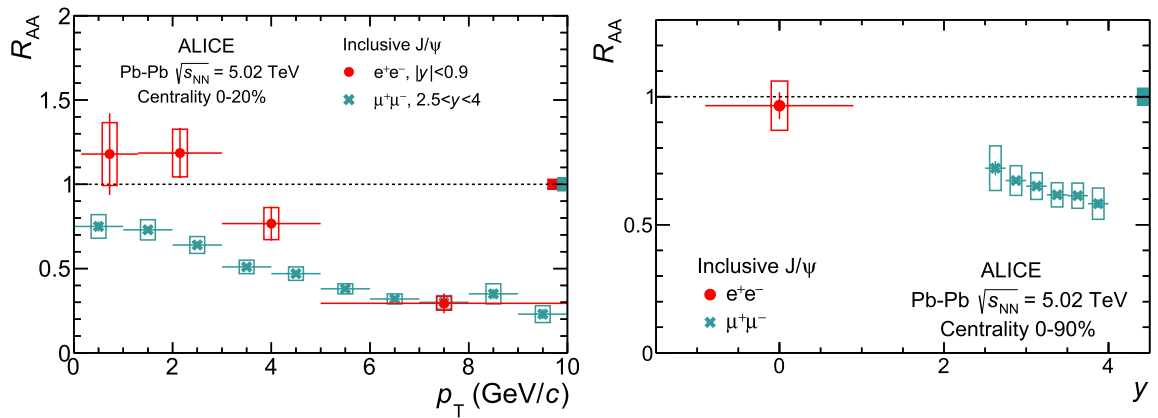 R_AA
2
1.5
1
0.5
0
ALICE
Pb-Pb √s_NN = 5.02 TeV
Centrality 0-20%
Inclusive J/ψ
e⁺e⁻, |y|<0.9
μ⁺μ⁻, 2.5<y<4
0 2 4 6 8 10
p_T (GeV/c)
R_AA
1
0.5
0
Inclusive J/ψ
e⁺e⁻
μ⁺μ⁻
ALICE
Pb-Pb √s_NN = 5.02 TeV
Centrality 0-90%
0 2 4
y